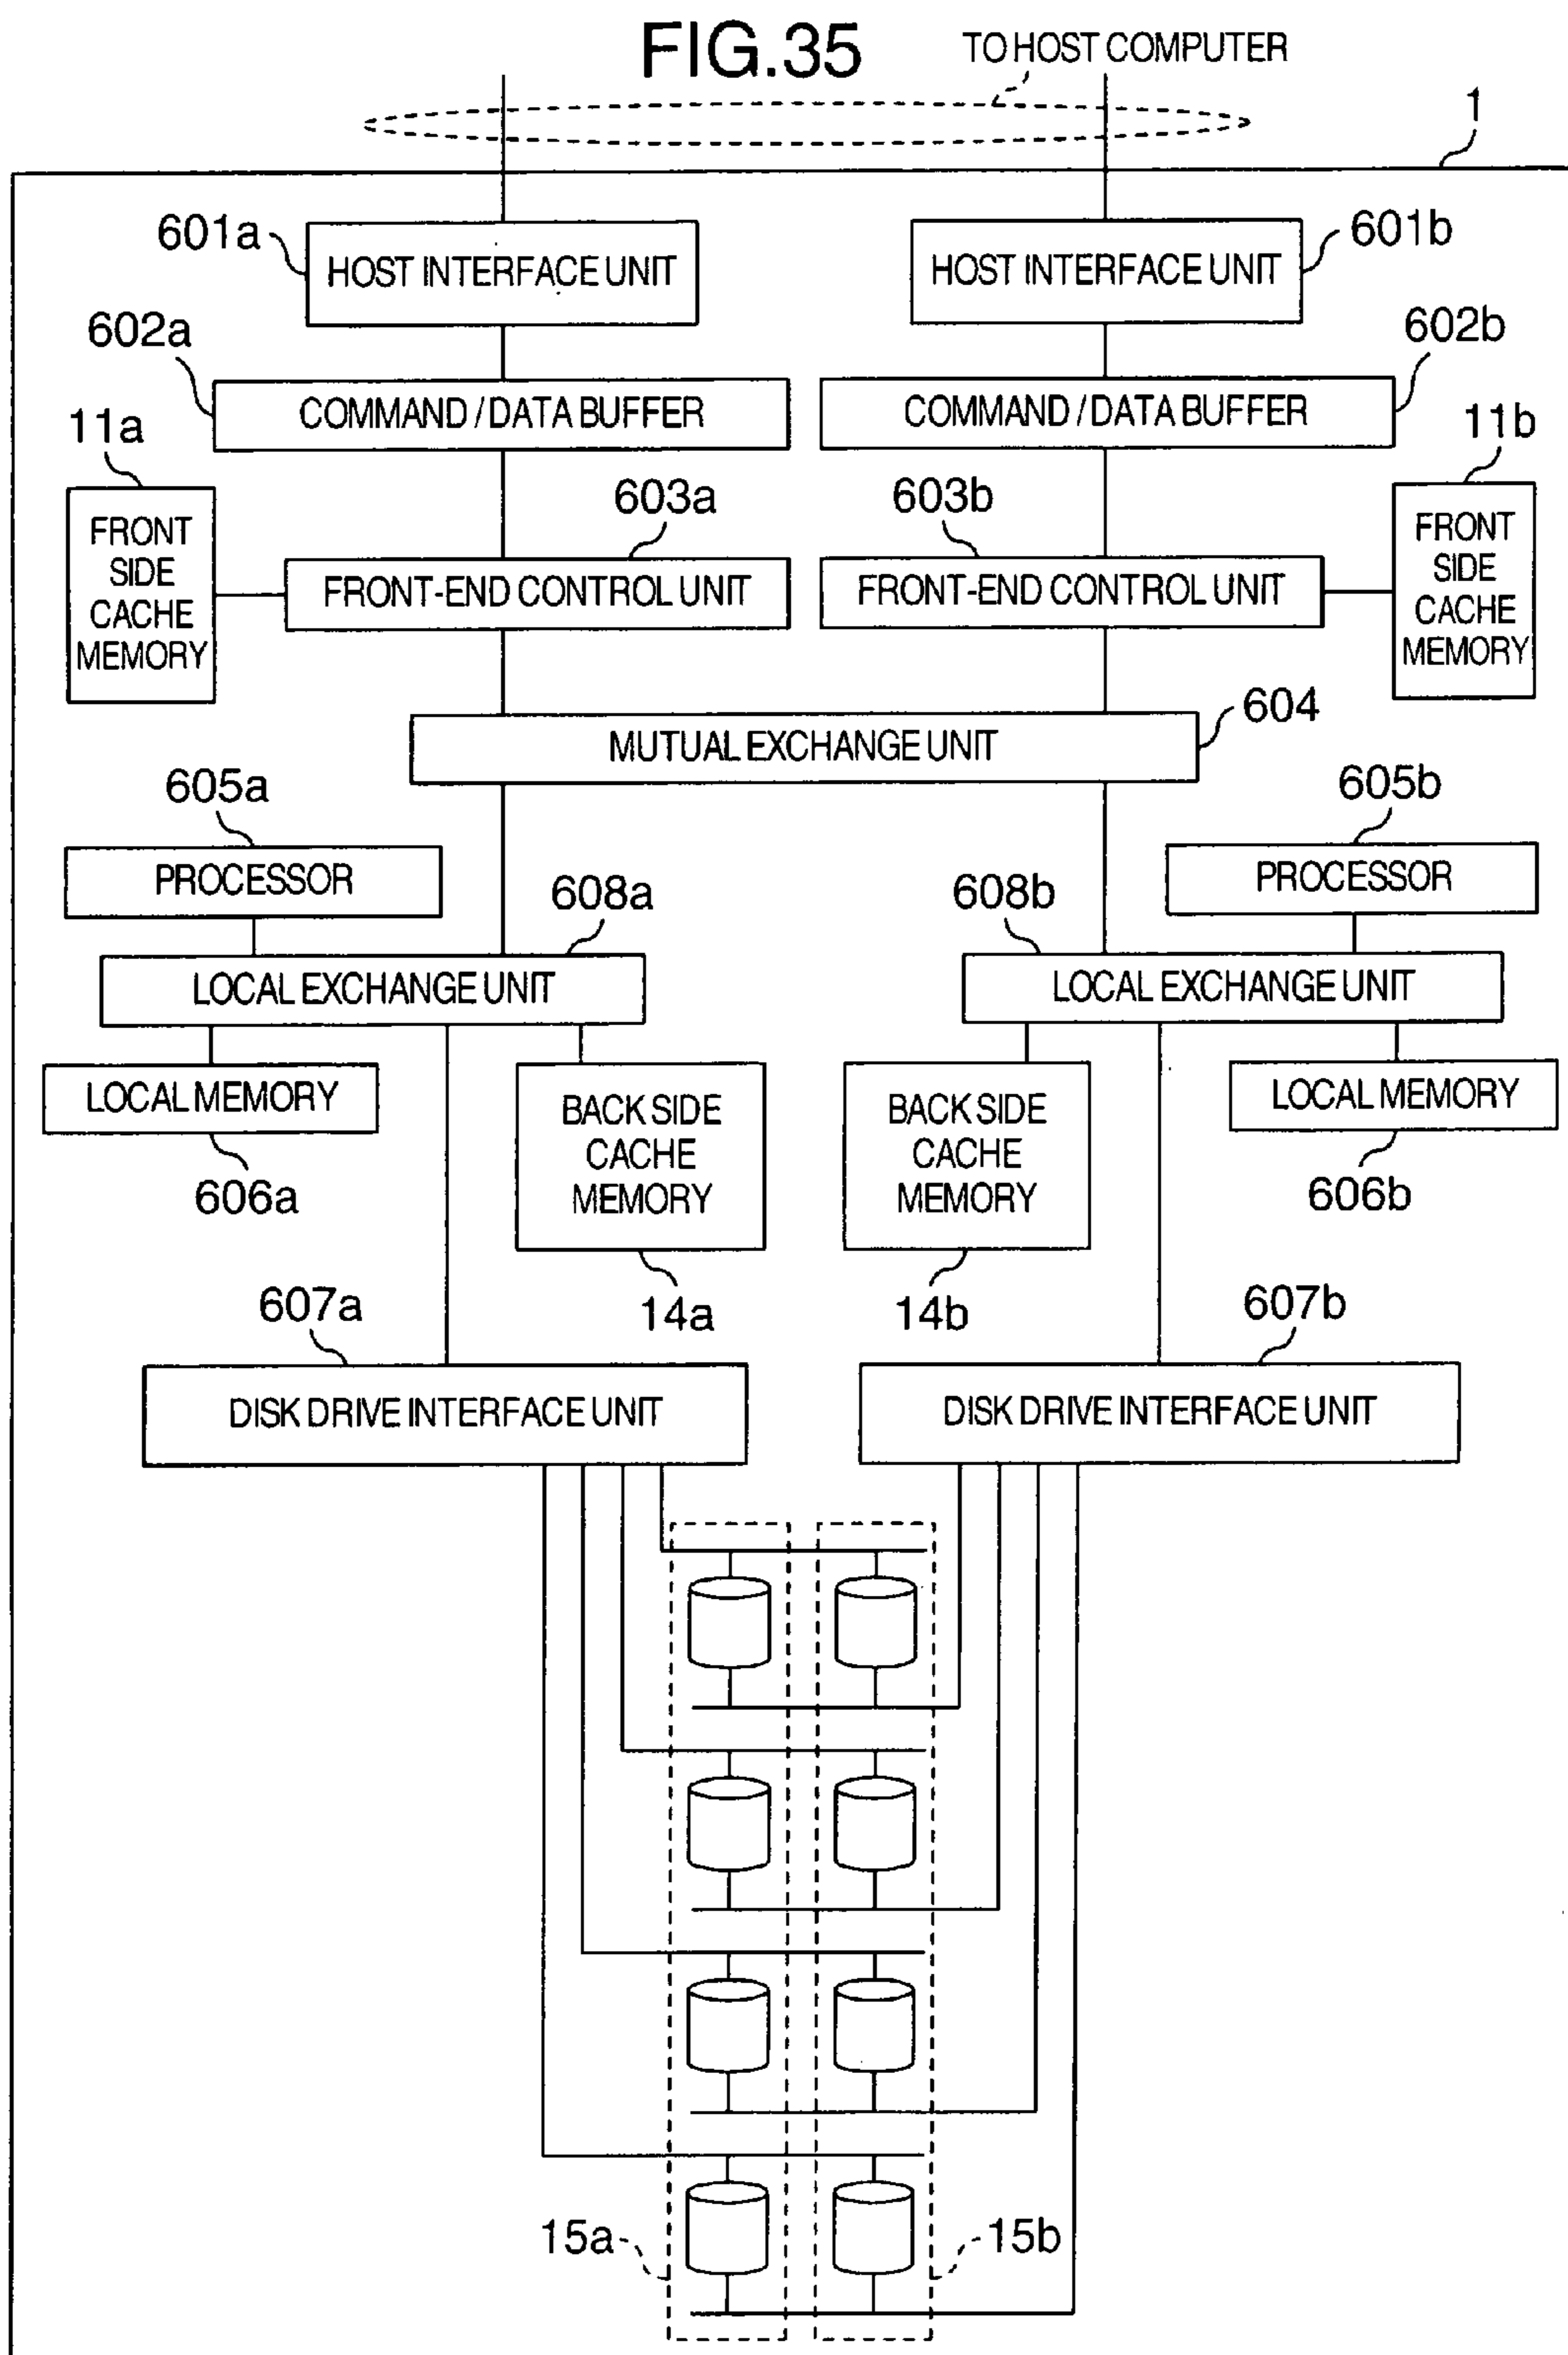 FIG.35
TO HOST COMPUTER
1
601a
HOST INTERFACE UNIT
HOST INTERFACE UNIT
601b
602a
COMMAND / DATA BUFFER
COMMAND / DATA BUFFER
602b
11a
FRONT
SIDE
CACHE
MEMORY
603a
FRONT-END CONTROL UNIT
603b
FRONT-END CONTROL UNIT
11b
FRONT
SIDE
CACHE
MEMORY
MUTUAL EXCHANGE UNIT
604
605a
PROCESSOR
605b
PROCESSOR
608a
LOCAL EXCHANGE UNIT
608b
LOCAL EXCHANGE UNIT
LOCAL MEMORY
606a
BACK SIDE
CACHE
MEMORY
14a
BACK SIDE
CACHE
MEMORY
14b
LOCAL MEMORY
606b
607a
DISK DRIVE INTERFACE UNIT
607b
DISK DRIVE INTERFACE UNIT
15a
15b